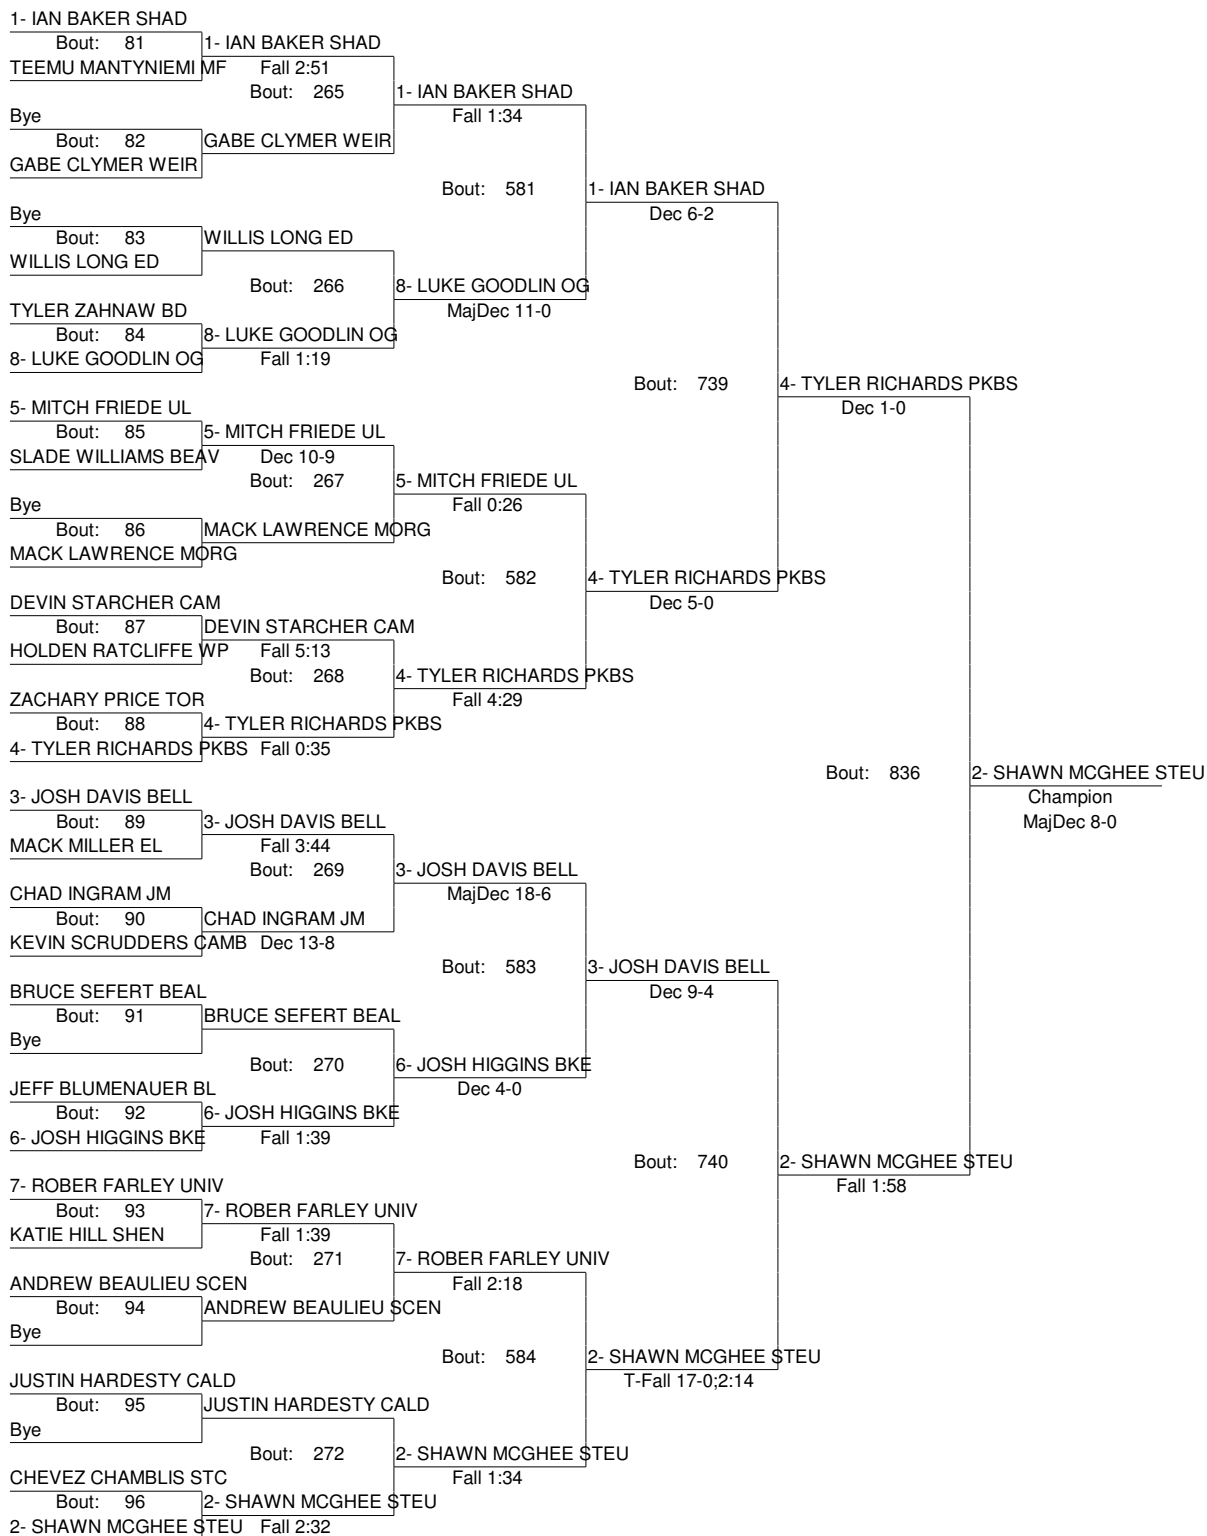 1- IAN BAKER SHAD
Bout: 81 1- IAN BAKER SHAD
TEEMU MANTYNIEMI MF Fall 2:51
Bout: 265 1- IAN BAKER SHAD
Bye Fall 1:34
Bout: 82 GABE CLYMER WEIR
GABE CLYMER WEIR
Bout: 581 1- IAN BAKER SHAD
Bye Dec 6-2
Bout: 83 WILLIS LONG ED
WILLIS LONG ED
Bout: 266 8- LUKE GOODLIN OG
TYLER ZAHNAW BD MajDec 11-0
Bout: 84 8- LUKE GOODLIN OG
8- LUKE GOODLIN OG Fall 1:19
Bout: 739 4- TYLER RICHARDS PKBS
5- MITCH FRIEDE UL Dec 1-0
Bout: 85 5- MITCH FRIEDE UL
SLADE WILLIAMS BEAV Dec 10-9
Bout: 267 5- MITCH FRIEDE UL
Bye Fall 0:26
Bout: 86 MACK LAWRENCE MORG
MACK LAWRENCE MORG
Bout: 582 4- TYLER RICHARDS PKBS
DEVIN STARCHER CAM Dec 5-0
Bout: 87 DEVIN STARCHER CAM
HOLDEN RATCLIFFE WP Fall 5:13
Bout: 268 4- TYLER RICHARDS PKBS
ZACHARY PRICE TOR Fall 4:29
Bout: 88 4- TYLER RICHARDS PKBS
4- TYLER RICHARDS PKBS Fall 0:35
Bout: 836 2- SHAWN MCGHEE STEU
3- JOSH DAVIS BELL Champion
Bout: 89 3- JOSH DAVIS BELL MajDec 8-0
MACK MILLER EL Fall 3:44
Bout: 269 3- JOSH DAVIS BELL
CHAD INGRAM JM MajDec 18-6
Bout: 90 CHAD INGRAM JM
KEVIN SCRUDDERS CAMB Dec 13-8
Bout: 583 3- JOSH DAVIS BELL
BRUCE SEFERT BEAL Dec 9-4
Bout: 91 BRUCE SEFERT BEAL
Bye
Bout: 270 6- JOSH HIGGINS BKE
JEFF BLUMENAUER BL Dec 4-0
Bout: 92 6- JOSH HIGGINS BKE
6- JOSH HIGGINS BKE Fall 1:39
Bout: 740 2- SHAWN MCGHEE STEU
7- ROBER FARLEY UNIV Fall 1:58
Bout: 93 7- ROBER FARLEY UNIV
KATIE HILL SHEN Fall 1:39
Bout: 271 7- ROBER FARLEY UNIV
ANDREW BEAULIEU SCEN Fall 2:18
Bout: 94 ANDREW BEAULIEU SCEN
Bye
Bout: 584 2- SHAWN MCGHEE STEU
JUSTIN HARDESTY CALD T-Fall 17-0;2:14
Bout: 95 JUSTIN HARDESTY CALD
Bye
Bout: 272 2- SHAWN MCGHEE STEU
CHEVEZ CHAMBLIS STC Fall 1:34
Bout: 96 2- SHAWN MCGHEE STEU
2- SHAWN MCGHEE STEU Fall 2:32